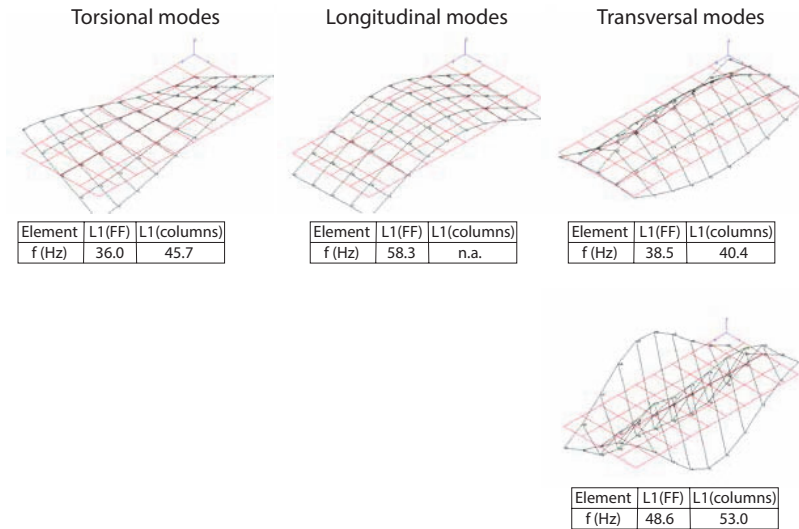 Torsional modes
Longitudinal modes
Transversal modes
Element L1(FF) L1(columns)
f (Hz) 36.0 45.7
Element L1(FF) L1(columns)
f (Hz) 58.3 n.a.
Element L1(FF) L1(columns)
f (Hz) 38.5 40.4
Element L1(FF) L1(columns)
f (Hz) 48.6 53.0